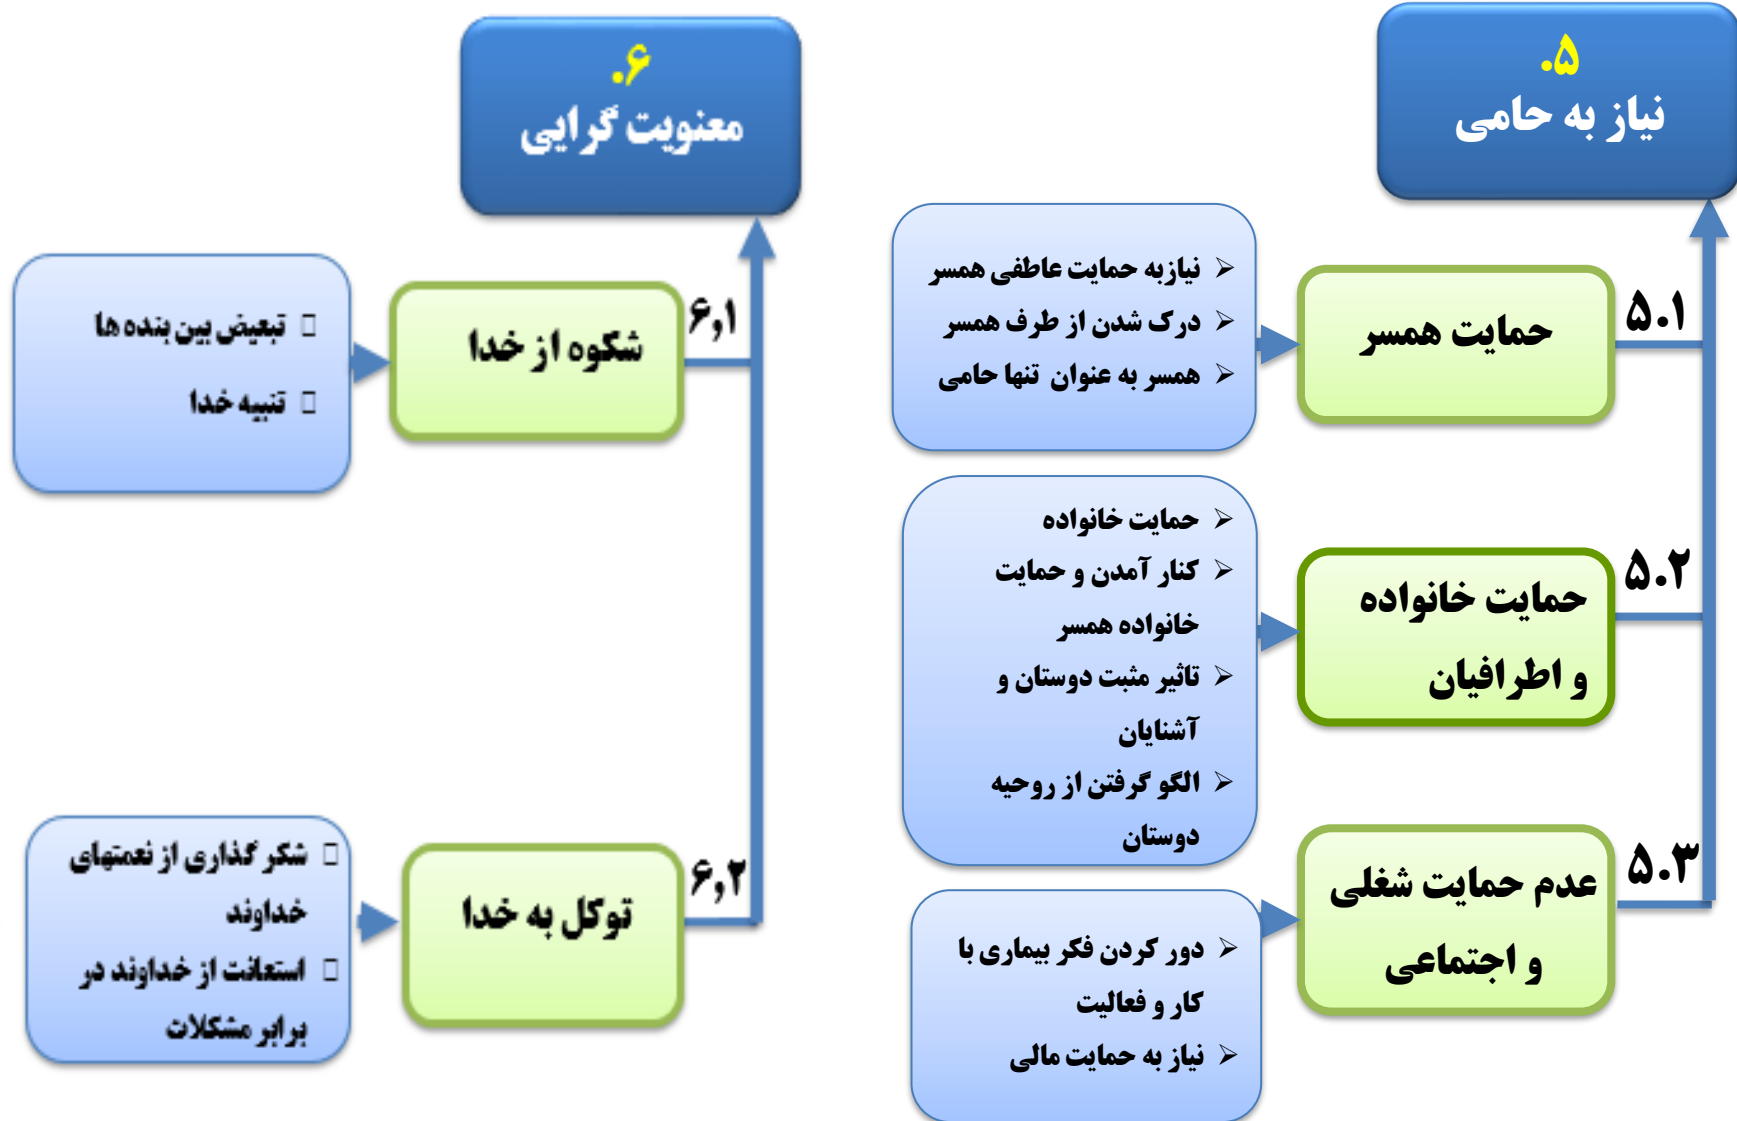 ۵.
نیاز به حامی
۵.۱
حمایت همسر
➢ نیازبه حمایت عاطفی همسر
➢ درک شدن از طرف همسر
➢ همسر به عنوان تنها حامی
۵.۲
حمایت خانواده
و اطرافیان
➢ حمایت خانواده
➢ کنار آمدن و حمایت
خانواده همسر
➢ تاثیر مثبت دوستان و
آشنایان
➢ الگو گرفتن از روحیه
دوستان
۵.۳
عدم حمایت شغلی
و اجتماعی
➢ دور کردن فکر بیماری با
کار و فعالیت
➢ نیاز به حمایت مالی
۶.
معنویت گرایی
۶,۱
شکوه از خدا
▯ تبعیض بین بنده ها
▯ تنبیه خدا
۶,۲
توکل به خدا
▯ شکر گذاری از نعمتهای
خداوند
▯ استعانت از خداوند در
برابر مشکلات